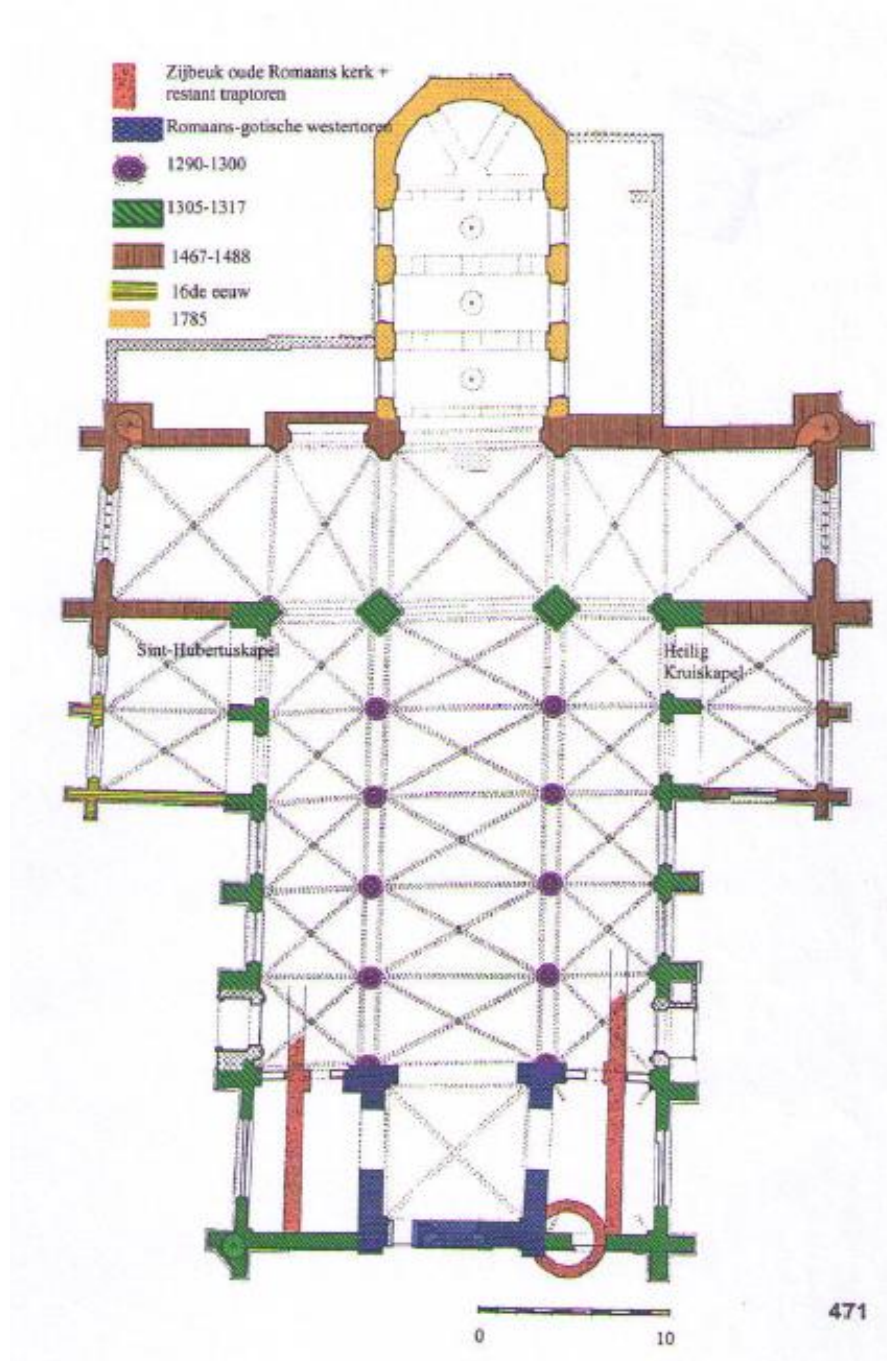 Zijbeuk oude Romaans kerk +
restant traptoren
Romaans-gotische westertoren
1290-1300
1305-1317
1467-1488
16de eeuw
1785
Sint-Hubertuskapel
Heilig
Kruiskapel
0
10
471